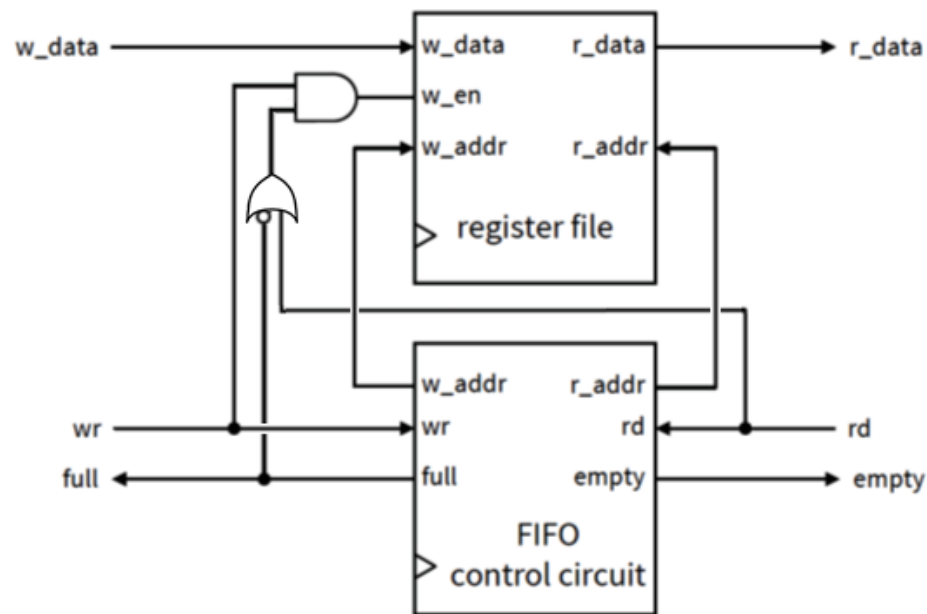 w_data
w_data r_data
r_data
w_en
w_addr r_addr
register file
w_addr r_addr
wr
wr rd
rd
full
full empty
empty
FIFO
control circuit